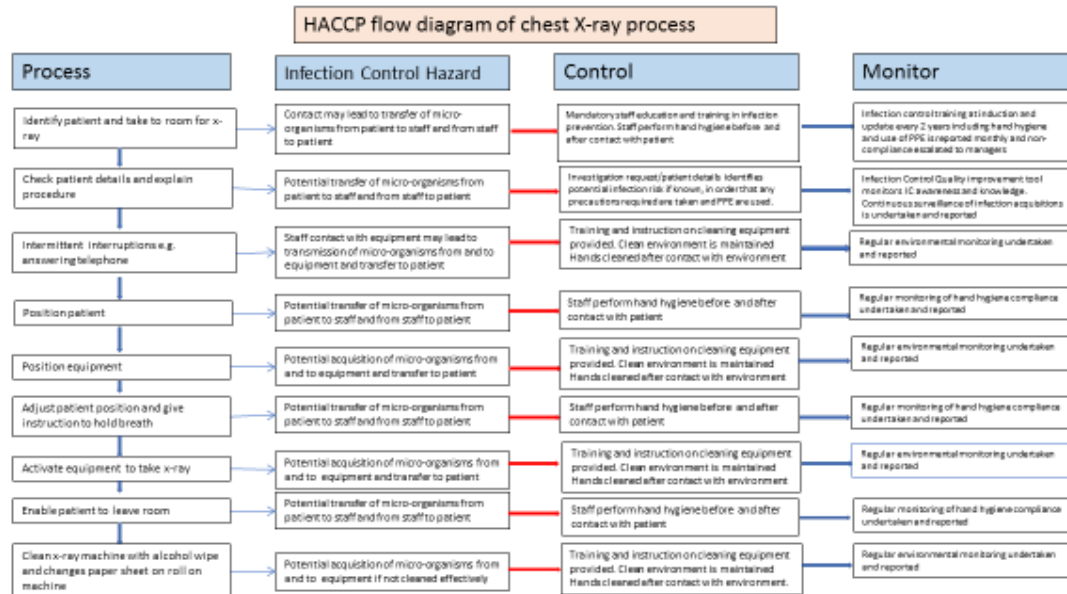 HACCP flow diagram of chest X-ray process
Process
Infection Control Hazard
Control
Monitor
Identify patient and take to room for x-
ray
Contact may lead to transfer of micro-
organisms from patient to staff and from staff
to patient
Mandatory staff education and training in infection
prevention. Staff perform hand hygiene before and
after contact with patient
Infection control training at induction and
update every 2 years including hand hygiene
and use of PPE is reported monthly and non-
compliance escalated to managers
Check patient details and explain
procedure
Potential transfer of micro-organisms from
patient to staff and from staff to patient
Investigation request/patient details identifies
potential infection risk if known, in order that any
precautions required are taken and PPE are used.
Infection Control Quality improvement tool
monitors IC awareness and knowledge.
Continuous surveillance of infection acquisitions
is undertaken and reported
Intermittent interruptions e.g.
answering telephone
Staff contact with equipment may lead to
transmission of micro-organisms from and to
equipment and transfer to patient
Training and instruction on cleaning equipment
provided. Clean environment is maintained
Hands cleaned after contact with environment
Regular environmental monitoring undertaken
and reported
Position patient
Potential transfer of micro-organisms from
patient to staff and from staff to patient
Staff perform hand hygiene before and after
contact with patient
Regular monitoring of hand hygiene compliance
undertaken and reported
Position equipment
Potential acquisition of micro-organisms from
and to equipment and transfer to patient
Training and instruction on cleaning equipment
provided. Clean environment is maintained
Hands cleaned after contact with environment
Regular environmental monitoring undertaken
and reported
Adjust patient position and give
instruction to hold breath
Potential transfer of micro-organisms from
patient to staff and from staff to patient
Staff perform hand hygiene before and after
contact with patient
Regular monitoring of hand hygiene compliance
undertaken and reported
Activate equipment to take x-ray
Potential acquisition of micro-organisms from
and to equipment and transfer to patient
Training and instruction on cleaning equipment
provided. Clean environment is maintained
Hands cleaned after contact with environment
Regular environmental monitoring undertaken
and reported
Enable patient to leave room
Potential transfer of micro-organisms from
patient to staff and from staff to patient
Staff perform hand hygiene before and after
contact with patient
Regular monitoring of hand hygiene compliance
undertaken and reported
Clean x-ray machine with alcohol wipe
and changes paper sheet on roll on
machine
Potential acquisition of micro-organisms from
and to equipment if not cleaned effectively
Training and instruction on cleaning equipment
provided. Clean environment is maintained
Hands cleaned after contact with environment.
Regular environmental monitoring undertaken
and reported